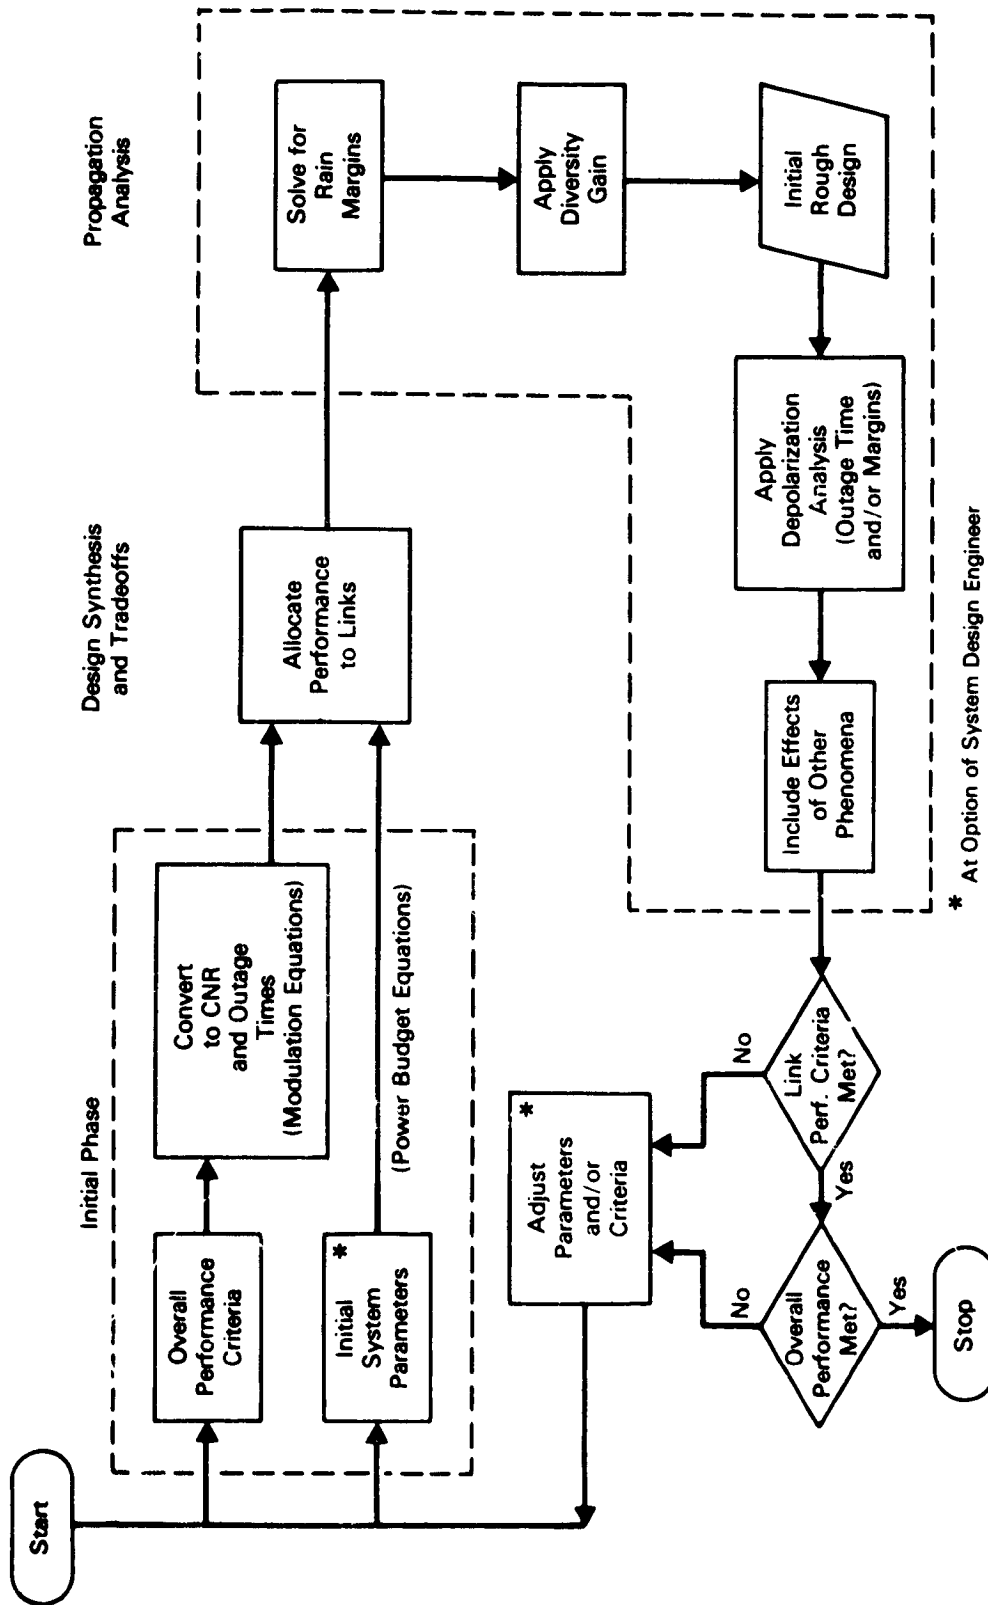 Start
Initial Phase
Overall
Performance
Criteria
Convert
to CNR
and Outage
Times
(Modulation Equations)
*
Initial
System
Parameters
(Power Budget Equations)
Design Synthesis
and Tradeoffs
Allocate
Performance
to Links
Propagation
Analysis
Solve for
Rain
Margins
Apply
Diversity
Gain
Initial
Rough
Design
Apply
Depolarization
Analysis
(Outage Time
and/or Margins)
Include Effects
of Other
Phenomena
Link
Perf. Criteria
Met?
No
Yes
Overall
Performance
Met?
No
Yes
*
Adjust
Parameters
and/or
Criteria
Stop
* At Option of System Design Engineer